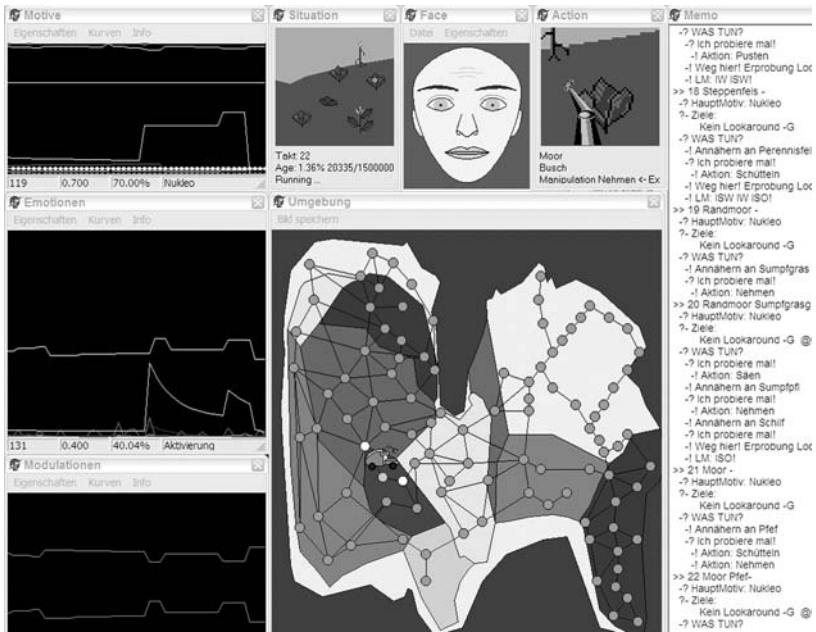 Motive
Eigenschaften Kurven Info
119 0.700 70.00% Nukleo
Emotionen
Eigenschaften Kurven Info
131 0.400 40.04% Aktivierung
Modulationen
Eigenschaften Kurven Info
Situation
Takt: 22
Age: 1.36% 20335/1500000
Running ...
Face
Datei Eigenschaften
Action
Moor
Busch
Manipulation Nehmen <- Ex
Umgebung
Bild speichern
Memo
-? WAS TUN?
-? Ich probiere mal!
-! Aktion: Pusten
-! Weg hier! Erprobung Loc
-! LM: IW ISW!
>> 18 Steppenfels -
-? HauptMotiv: Nukleo
?- Ziele:
Kein Lookaround -G
-? WAS TUN?
-! Annähern an Perennisfel
-? Ich probiere mal!
-! Aktion: Schütteln
-! Weg hier! Erprobung Loc
-! LM: ISW IW ISO!
>> 19 Randmoor -
-? HauptMotiv: Nukleo
?- Ziele:
Kein Lookaround -G
-? WAS TUN?
-! Annähern an Sumpfgras
-? Ich probiere mal!
-! Aktion: Nehmen
>> 20 Randmoor Sumpfgrasg
-? HauptMotiv: Nukleo
?- Ziele:
Kein Lookaround -G @
-? WAS TUN?
-? Ich probiere mal!
-! Aktion: Säen
-! Annähern an Sumpfpfl
-? Ich probiere mal!
-! Aktion: Nehmen
-! Annähern an Schilf
-? Ich probiere mal!
-! Weg hier! Erprobung Loc
-! LM: ISO!
>> 21 Moor -
-? HauptMotiv: Nukleo
?- Ziele:
Kein Lookaround -G
-? WAS TUN?
-! Annähern an Pfef
-? Ich probiere mal!
-! Aktion: Schütteln
-! Aktion: Nehmen
>> 22 Moor Pfef-
-? HauptMotiv: Nukleo
?- Ziele:
Kein Lookaround -G @
-? WAS TUN?